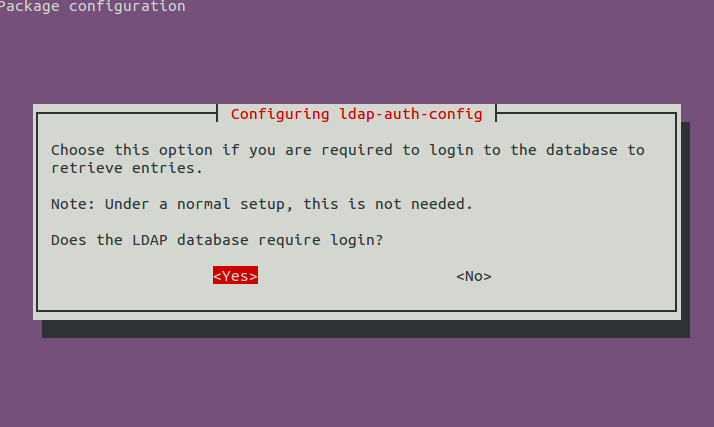 Package configuration
Configuring ldap-auth-config
Choose this option if you are required to login to the database to
retrieve entries.
Note: Under a normal setup, this is not needed.
Does the LDAP database require login?
<Yes> <No>